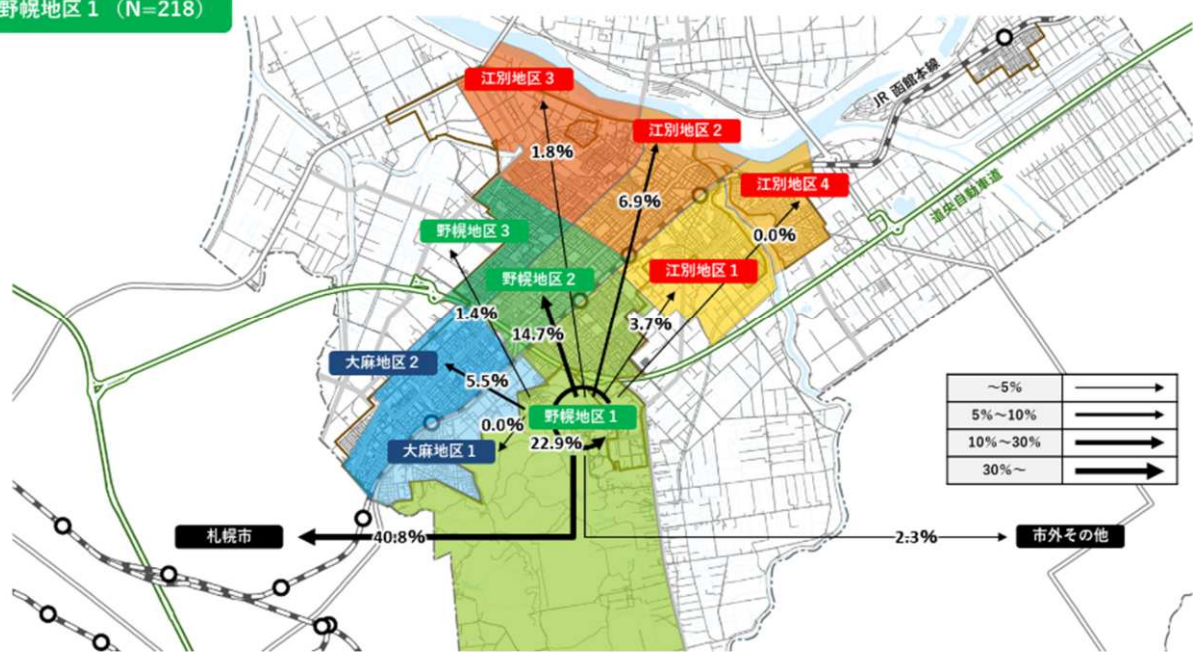 野幌地区1（N=218）
江別地区3
江別地区2
江別地区4
江別地区1
野幌地区3
野幌地区2
大麻地区2
大麻地区1
野幌地区1
JR 函館本線
道央自動車道
1.8%
6.9%
0.0%
3.7%
1.4%
14.7%
5.5%
0.0%
22.9%
札幌市
40.8%
2.3%
市外その他
～5%
5%～10%
10%～30%
30%～